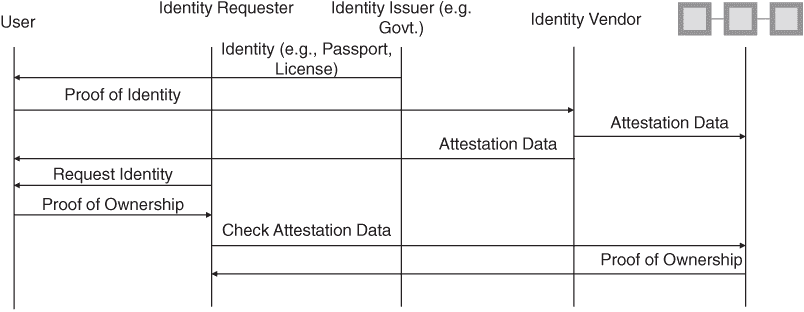 User
Identity Requester
Identity Issuer (e.g.
Govt.)
Identity Vendor
Identity (e.g., Passport,
License)
Proof of Identity
Attestation Data
Attestation Data
Request Identity
Proof of Ownership
Check Attestation Data
Proof of Ownership